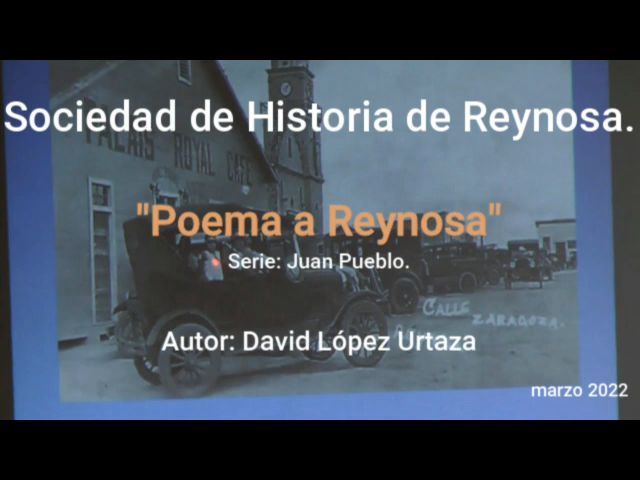 Sociedad de Historia de Reynosa.
PALAIS ROYAL CAFE
"Poema a Reynosa"
Serie: Juan Pueblo.
CALLE
ZARAGOZA.
Autor: David López Urtaza
marzo 2022